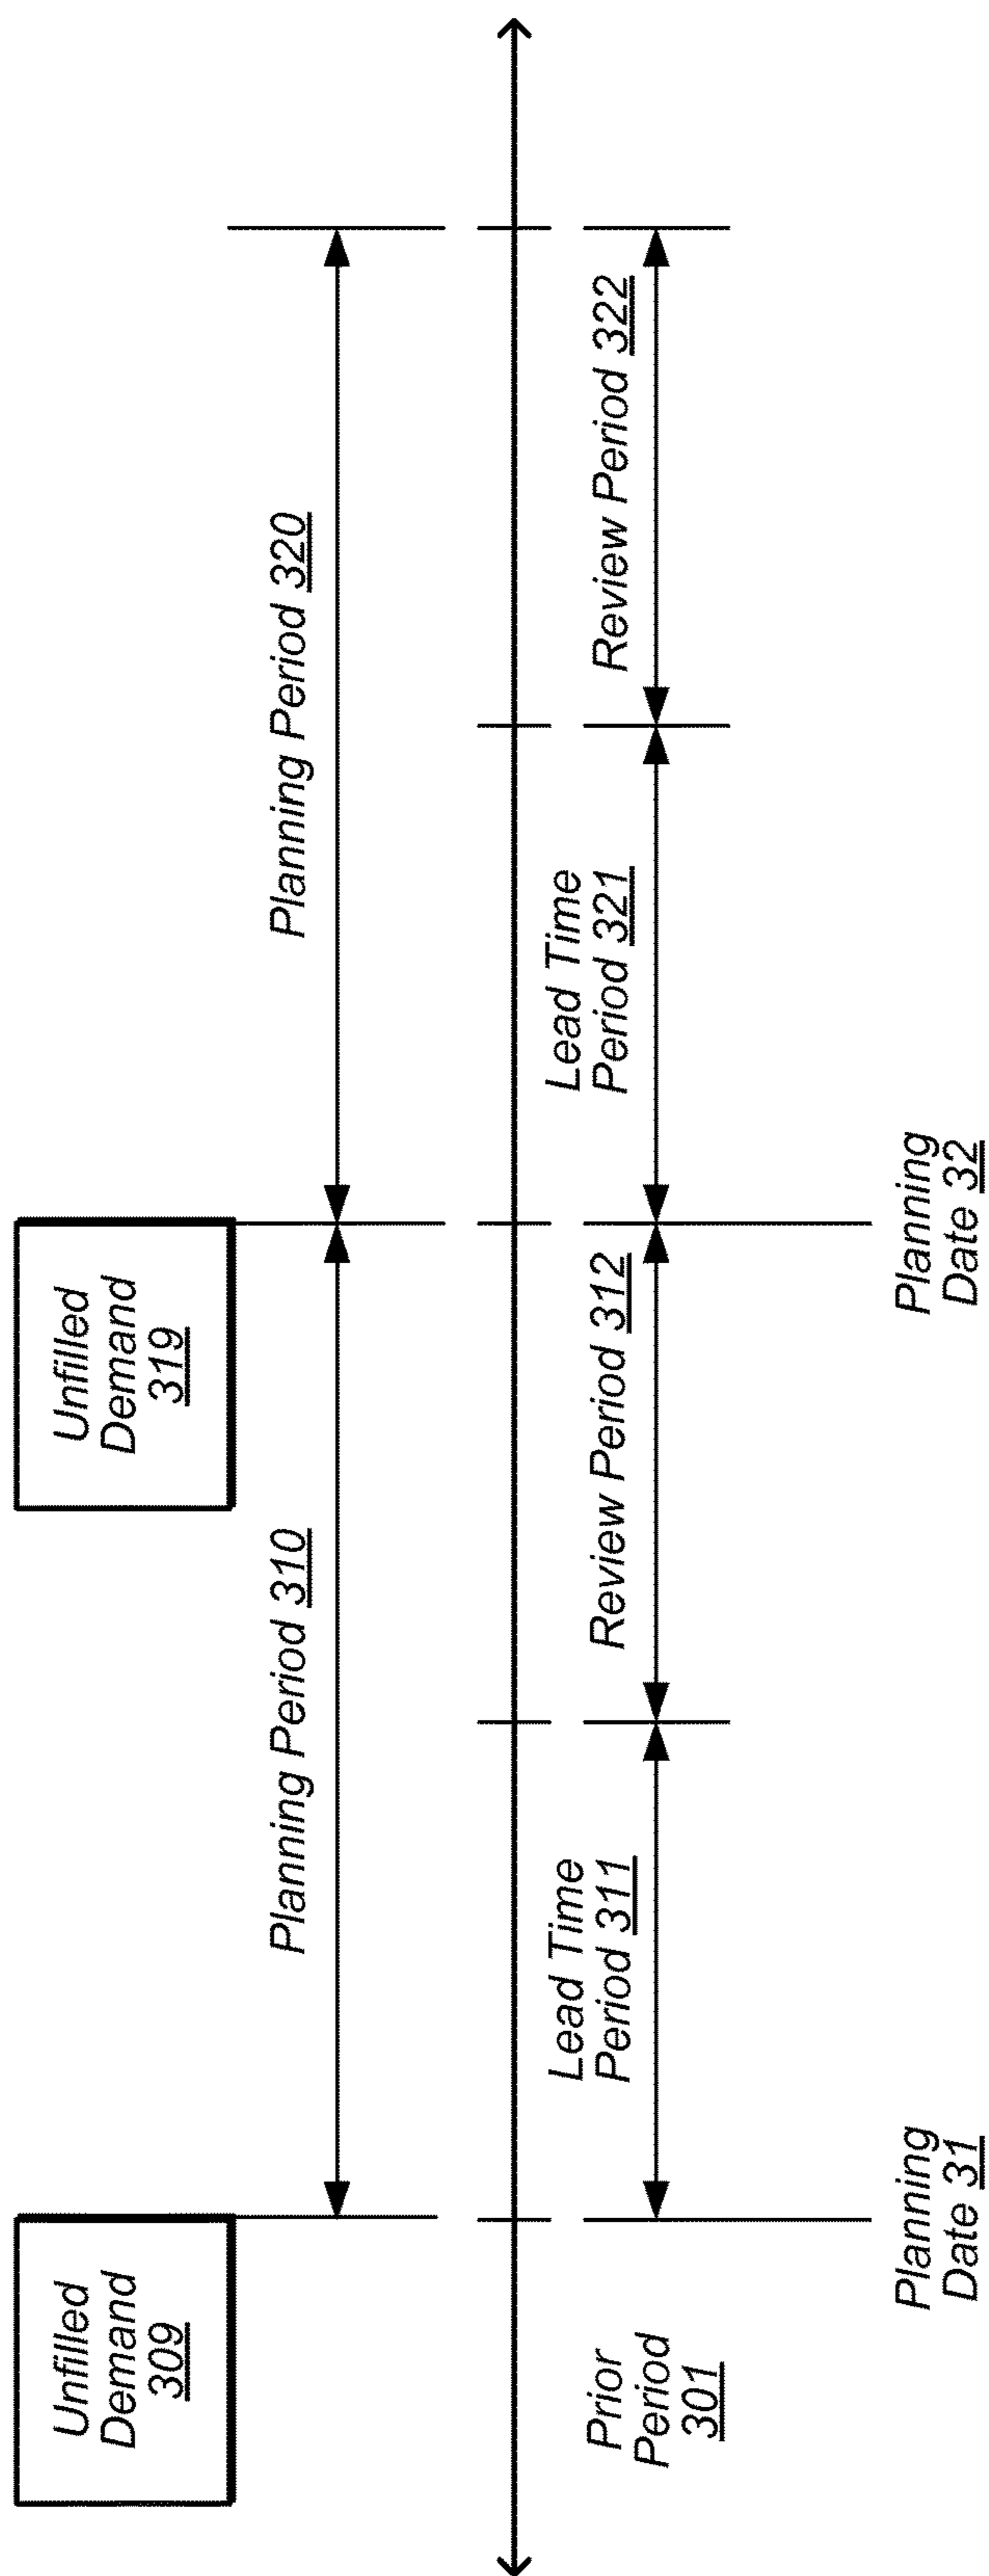 Unfilled
Demand
309
Unfilled
Demand
319
Planning Period 310
Planning Period 320
Lead Time
Period 311
Review Period 312
Lead Time
Period 321
Review Period 322
Prior
Period
301
Planning
Date 31
Planning
Date 32